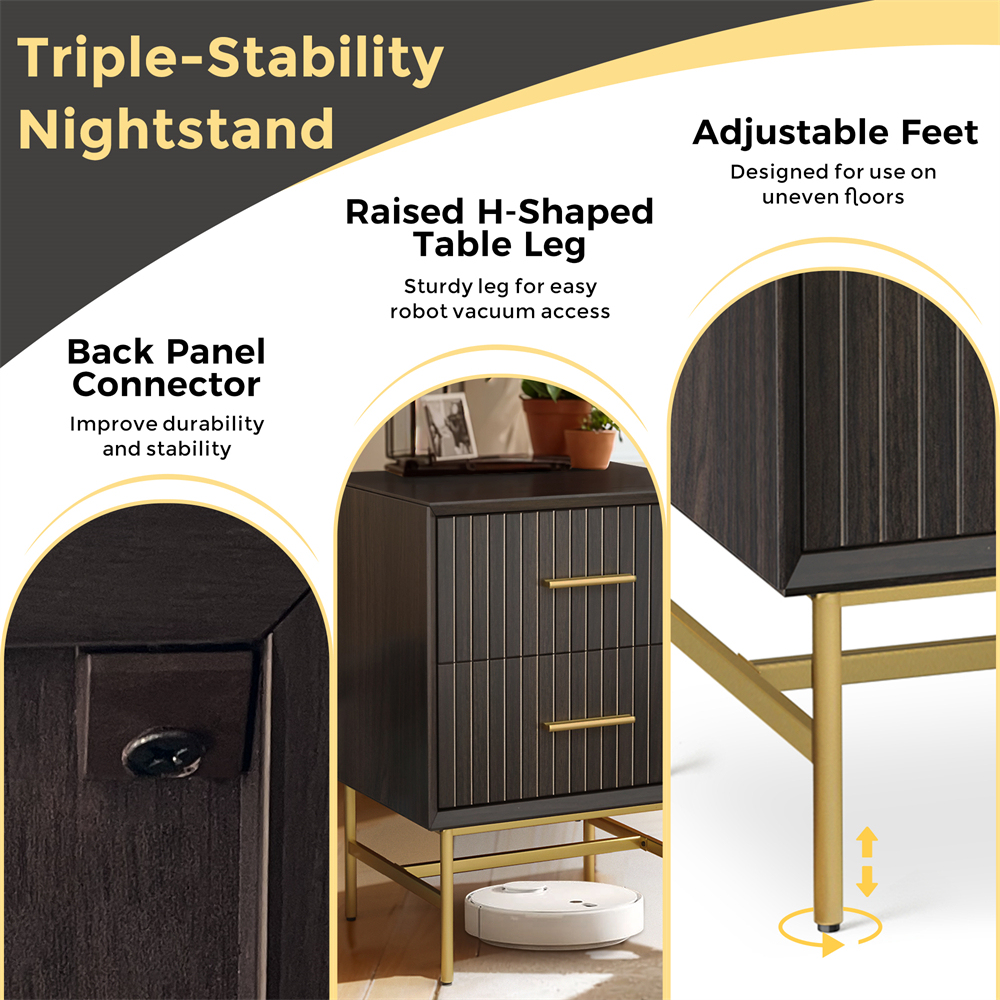 Triple-Stability
Nightstand
Back Panel
Connector
Improve durability
and stability
Raised H-Shaped
Table Leg
Sturdy leg for easy
robot vacuum access
Adjustable Feet
Designed for use on
uneven floors